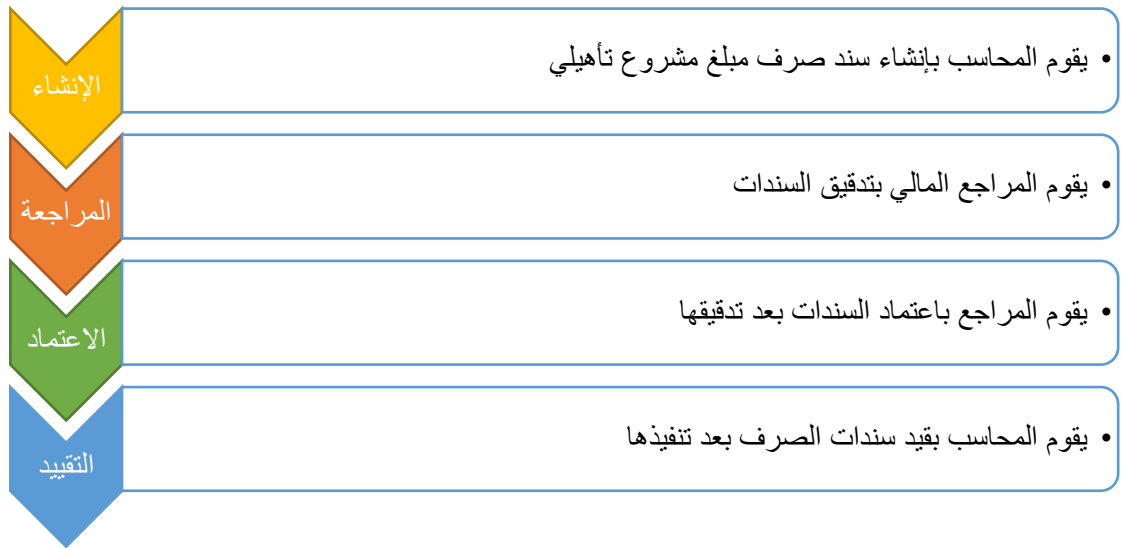 الإنشاء
• يقوم المحاسب بإنشاء سند صرف مبلغ مشروع تأهيلي
المراجعة
• يقوم المراجع المالي بتدقيق السندات
الاعتماد
• يقوم المراجع باعتماد السندات بعد تدقيقها
التقييد
• يقوم المحاسب بقيد سندات الصرف بعد تنفيذها